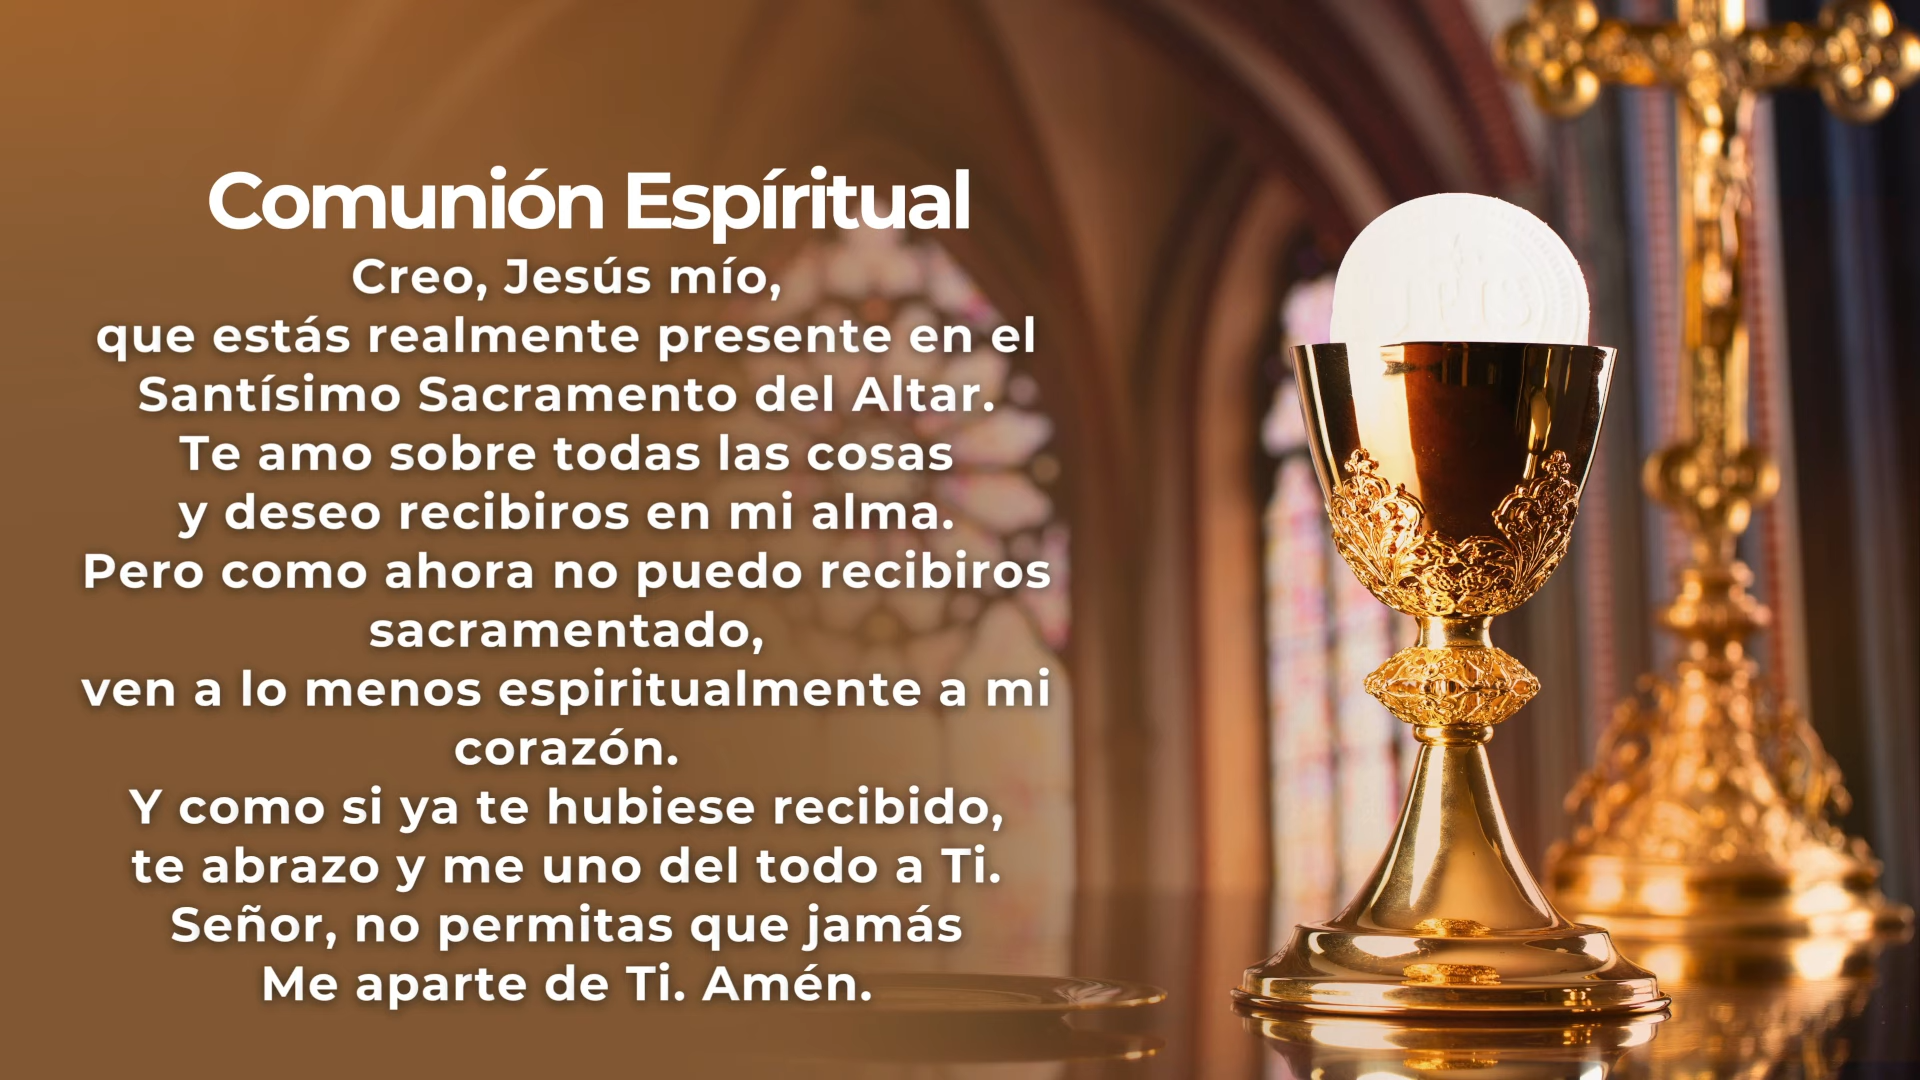 Comunión Espíritual
Creo, Jesús mío,
que estás realmente presente en el
Santísimo Sacramento del Altar.
Te amo sobre todas las cosas
y deseo recibiros en mi alma.
Pero como ahora no puedo recibiros
sacramentado,
ven a lo menos espiritualmente a mi
corazón.
Y como si ya te hubiese recibido,
te abrazo y me uno del todo a Ti.
Señor, no permitas que jamás
Me aparte de Ti. Amén.